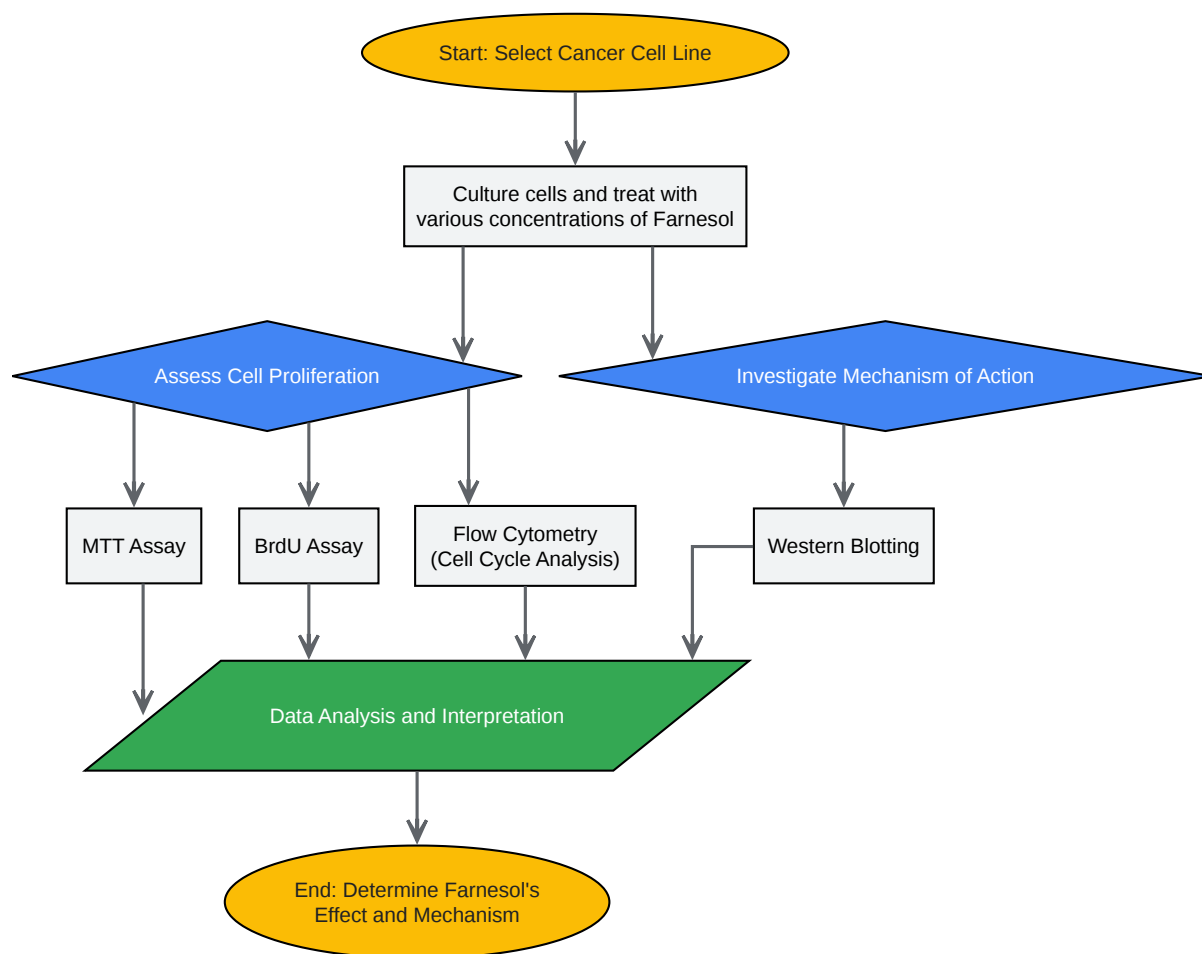 Start: Select Cancer Cell Line
Culture cells and treat with
various concentrations of Farnesol
Assess Cell Proliferation
Investigate Mechanism of Action
MTT Assay
BrdU Assay
Flow Cytometry
(Cell Cycle Analysis)
Western Blotting
Data Analysis and Interpretation
End: Determine Farnesol's
Effect and Mechanism